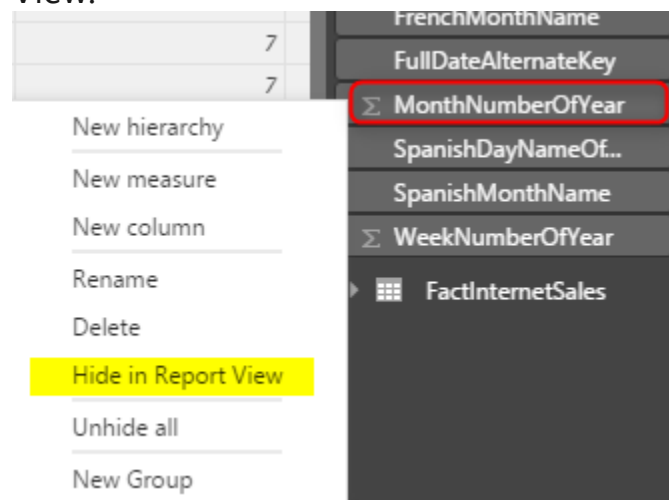 View.
FrenchMonthName
7
FullDateAlternateKey
7
Σ MonthNumberOfYear
New hierarchy
SpanishDayNameOf...
New measure
SpanishMonthName
New column
Σ WeekNumberOfYear
Rename
FactInternetSales
Delete
Hide in Report View
Unhide all
New Group